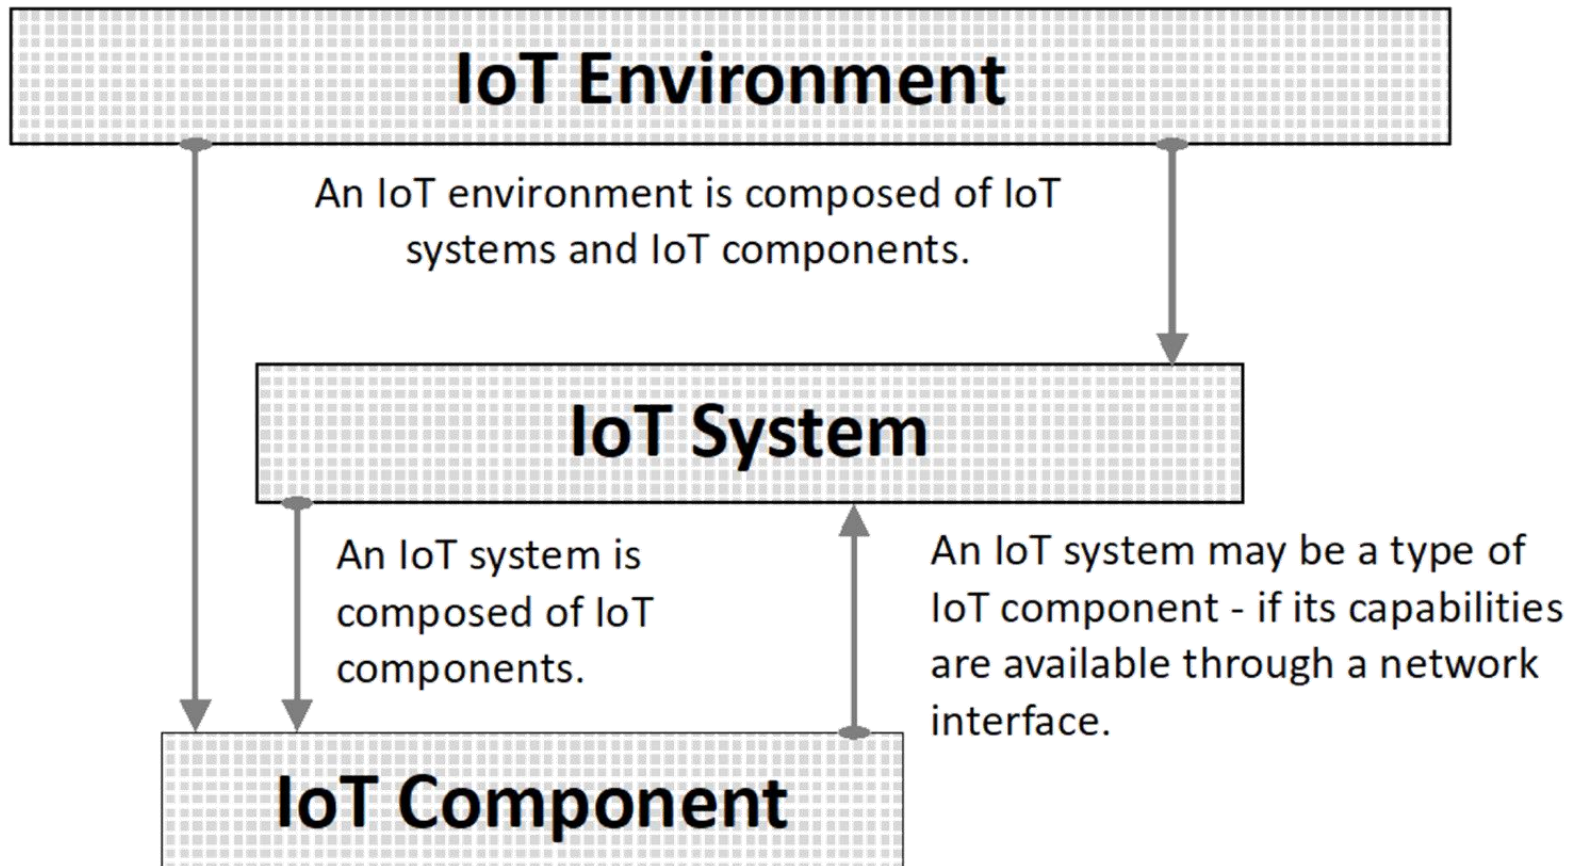 IoT Environment
An IoT environment is composed of IoT
systems and IoT components.
IoT System
An IoT system is
composed of IoT
components.
An IoT system may be a type of
IoT component - if its capabilities
are available through a network
interface.
IoT Component